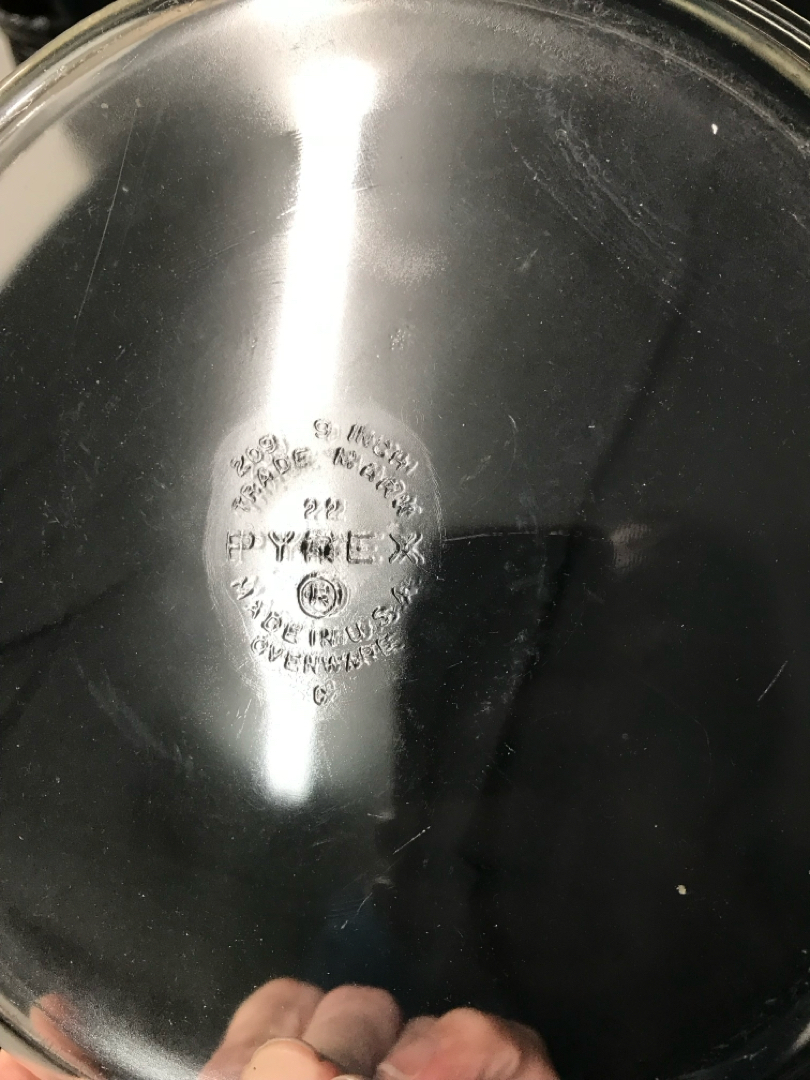 209 9 INCH
TRADE MARK
22
PYREX
®
MADE IN U.S.A.
OVENWARE
C